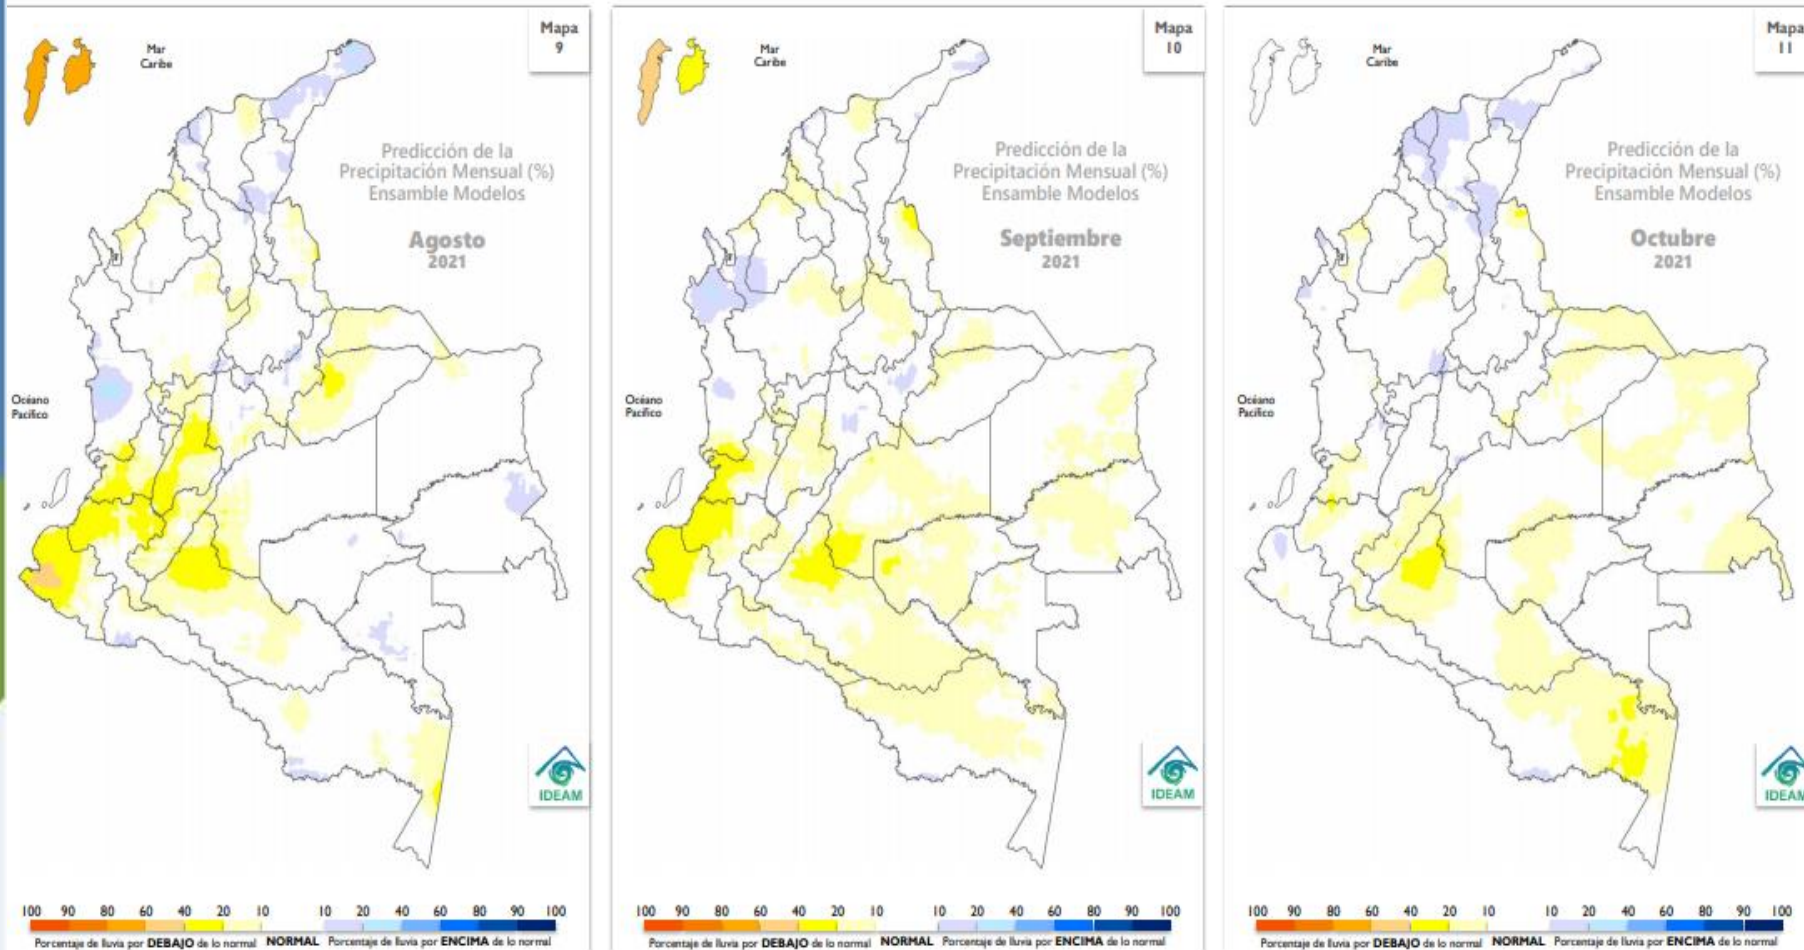 Mapa
9
Mar
Caribe
Predicción de la
Precipitación Mensual (%)
Ensamble Modelos
Agosto
2021
Océano
Pacífico
IDEAM
100 90 80 60 40 20 10 10 20 40 60 80 90 100
Porcentaje de lluvia por DEBAJO de lo normal NORMAL Porcentaje de lluvia por ENCIMA de lo normal
Mapa
10
Mar
Caribe
Predicción de la
Precipitación Mensual (%)
Ensamble Modelos
Septiembre
2021
Océano
Pacífico
IDEAM
100 90 80 60 40 20 10 10 20 40 60 80 90 100
Porcentaje de lluvia por DEBAJO de lo normal NORMAL Porcentaje de lluvia por ENCIMA de lo normal
Mapa
11
Mar
Caribe
Predicción de la
Precipitación Mensual (%)
Ensamble Modelos
Octubre
2021
Océano
Pacífico
IDEAM
100 90 80 60 40 20 10 10 20 40 60 80 90 100
Porcentaje de lluvia por DEBAJO de lo normal NORMAL Porcentaje de lluvia por ENCIMA de lo normal